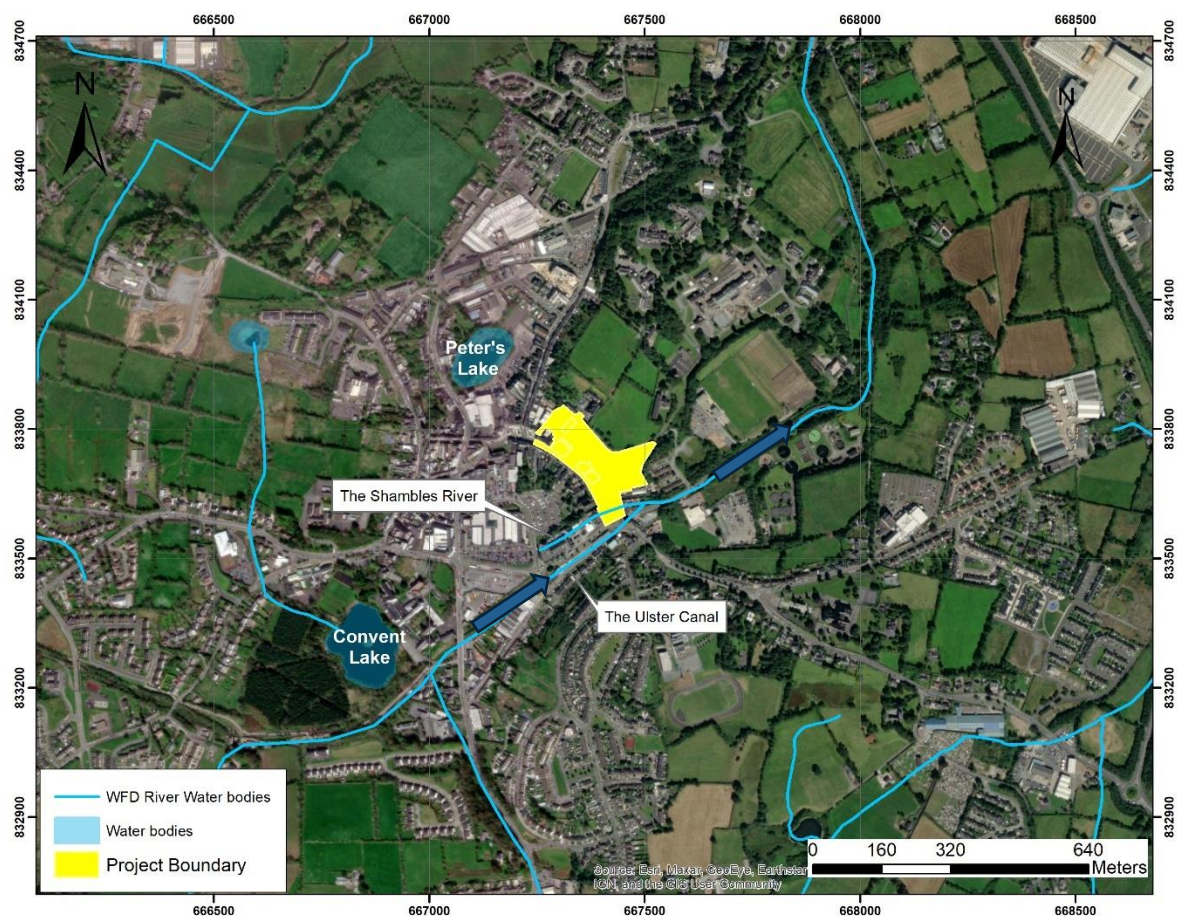 666500 667000 667500 668000 668500
834700 834700
N N
834400 834400
834100 834100
Peter's
Lake
833800 833800
The Shambles River
833500 833500
The Ulster Canal
Convent
Lake
833200 833200
WFD River Water bodies
Water bodies
Project Boundary
832900 832900
0 160 320 640
Meters
Source: Esri, Maxar, GeoEye, Earthstar
IGN, and the GIS User Community
666500 667000 667500 668000 668500